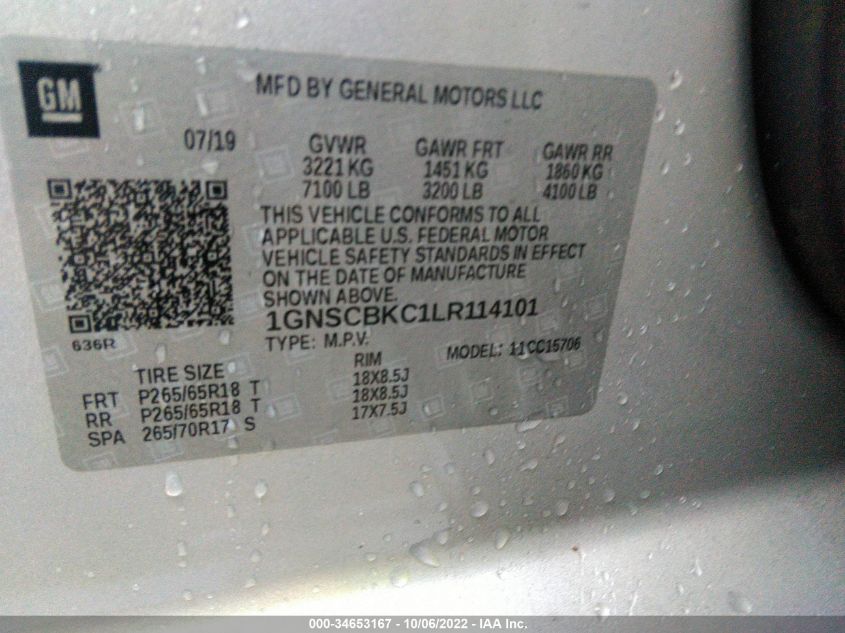 GM
MFD BY GENERAL MOTORS LLC
07/19
GVWR GAWR FRT GAWR RR
3221 KG 1451 KG 1860 KG
7100 LB 3200 LB 4100 LB
THIS VEHICLE CONFORMS TO ALL
APPLICABLE U.S. FEDERAL MOTOR
VEHICLE SAFETY STANDARDS IN EFFECT
ON THE DATE OF MANUFACTURE
SHOWN ABOVE.
1GNSCBKC1LR114101
636R
TYPE: M.P.V. MODEL: 11CC15706
TIRE SIZE RIM
FRT P265/65R18 T 18X8.5J
RR P265/65R18 T 18X8.5J
SPA 265/70R17 S 17X7.5J
000-34653167 - 10/06/2022 - IAA Inc.